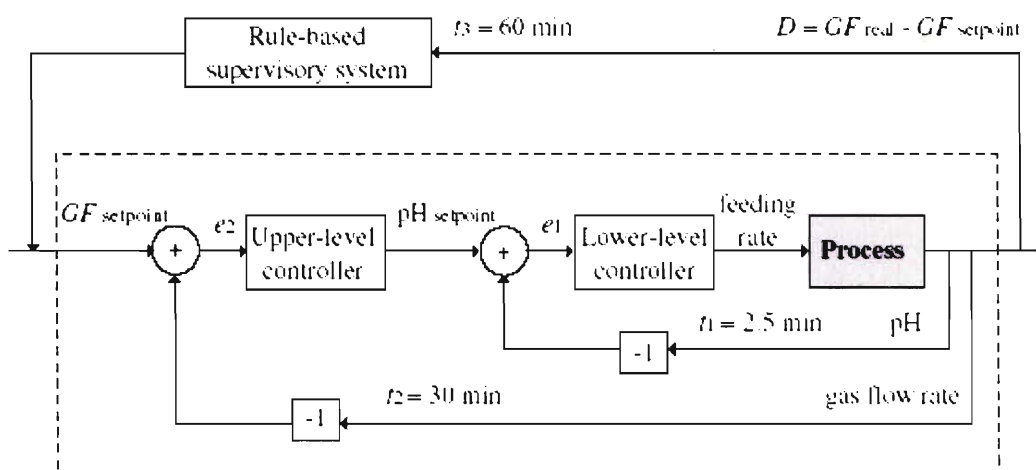 Rule-based
supervisory system
t3 = 60 min
D = GF real - GF setpoint
GF setpoint
+
e2
Upper-level
controller
pH setpoint
+
e1
Lower-level
controller
feeding
rate
Process
-1
t1 = 2.5 min
pH
-1
t2 = 30 min
gas flow rate